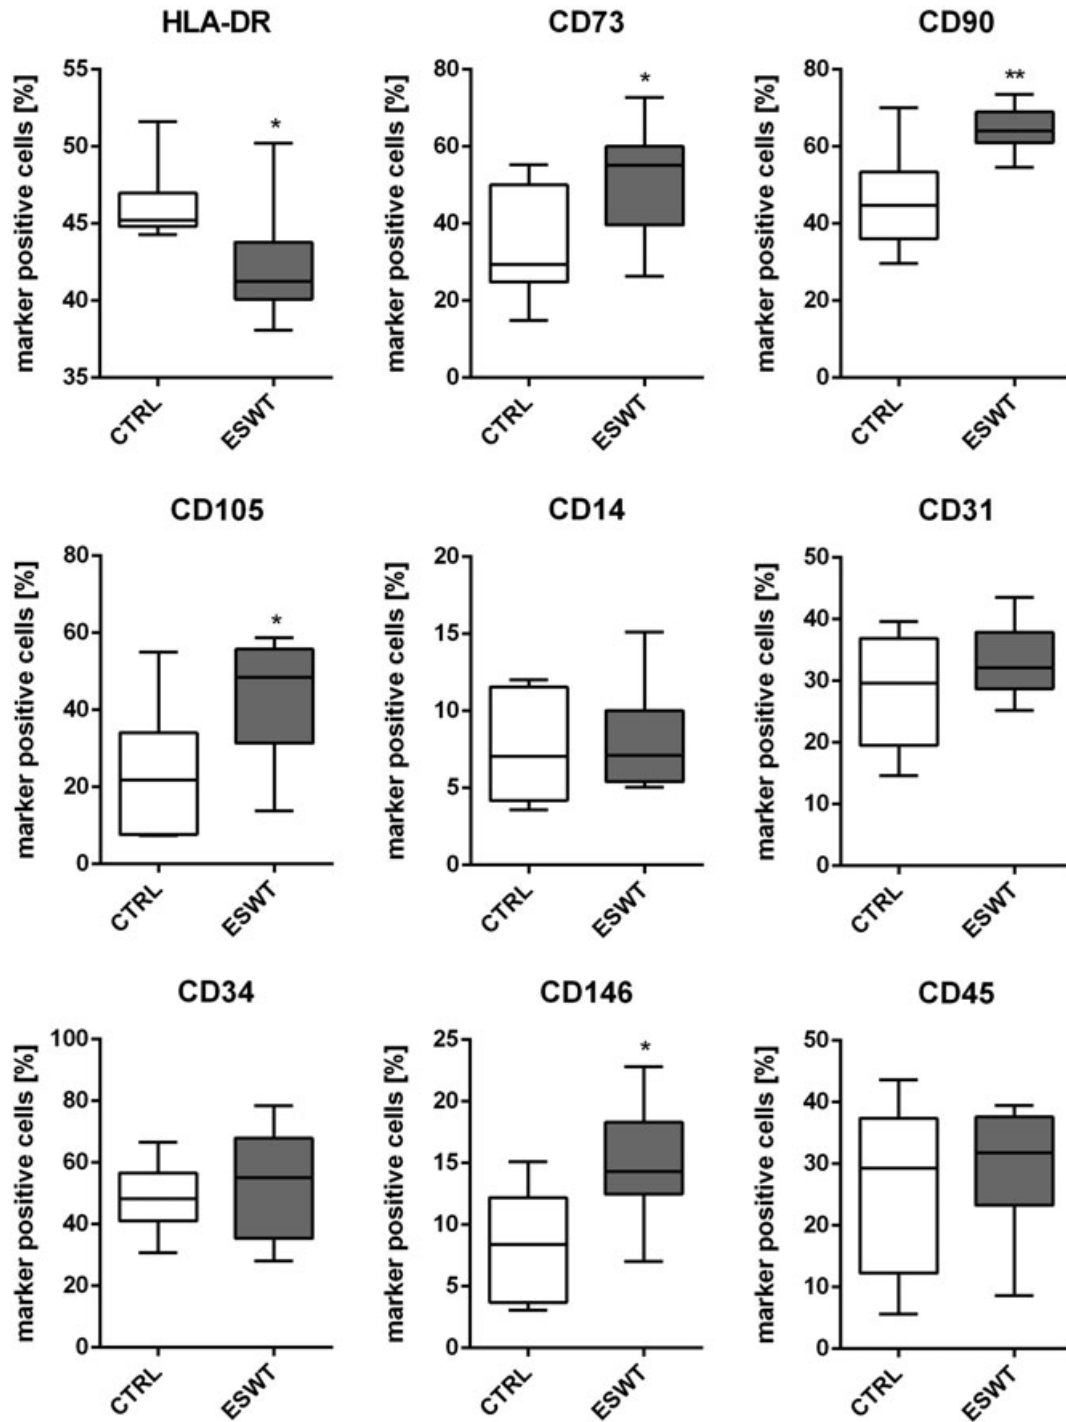 HLA-DR
CD73
CD90
marker positive cells [%]
55
50
45
40
35
CTRL
ESWT
*
marker positive cells [%]
80
60
40
20
0
CTRL
ESWT
*
marker positive cells [%]
80
60
40
20
0
CTRL
ESWT
**
CD105
CD14
CD31
marker positive cells [%]
80
60
40
20
0
CTRL
ESWT
*
marker positive cells [%]
20
15
10
5
0
CTRL
ESWT
marker positive cells [%]
50
40
30
20
10
0
CTRL
ESWT
CD34
CD146
CD45
marker positive cells [%]
100
80
60
40
20
0
CTRL
ESWT
marker positive cells [%]
25
20
15
10
5
0
CTRL
ESWT
*
marker positive cells [%]
50
40
30
20
10
0
CTRL
ESWT